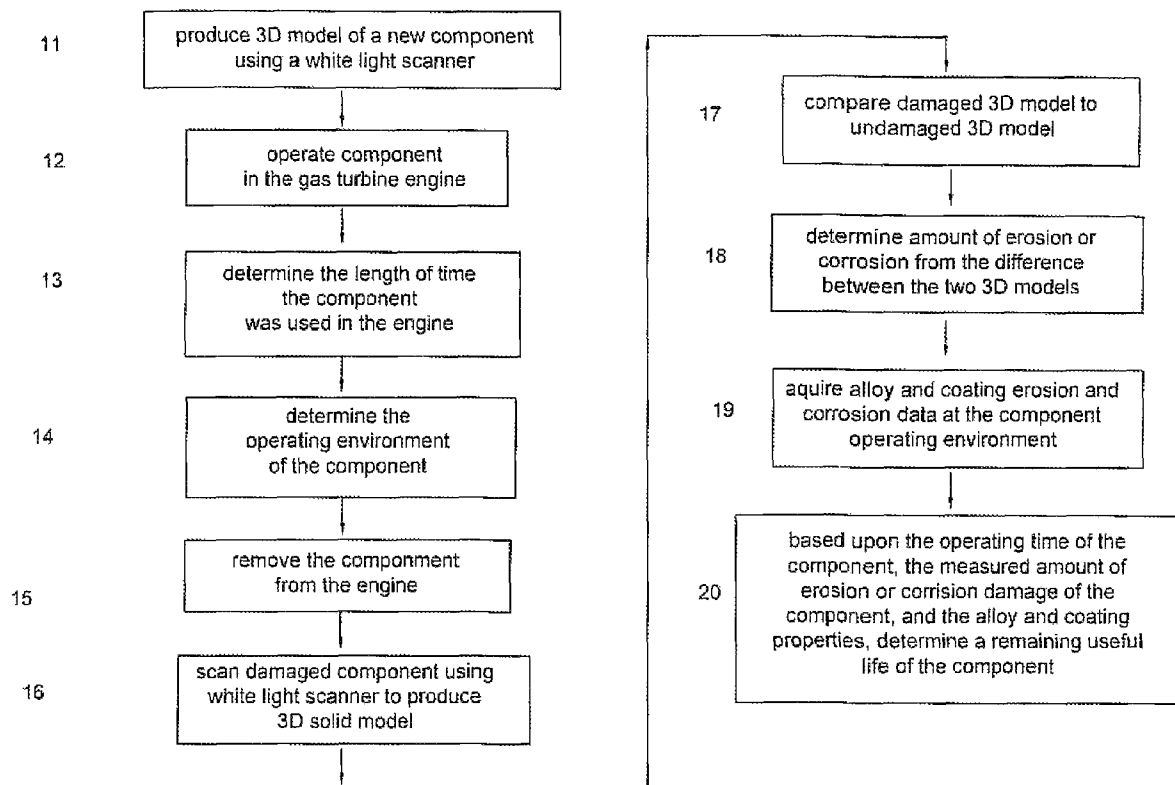 11
produce 3D model of a new component
using a white light scanner
12
operate component
in the gas turbine engine
13
determine the length of time
the component
was used in the engine
14
determine the
operating environment
of the component
15
remove the componment
from the engine
16
scan damaged component using
white light scanner to produce
3D solid model
17
compare damaged 3D model to
undamaged 3D model
18
determine amount of erosion or
corrosion from the difference
between the two 3D models
19
aquire alloy and coating erosion and
corrosion data at the component
operating environment
20
based upon the operating time of the
component, the measured amount of
erosion or corrision damage of the
component, and the alloy and coating
properties, determine a remaining useful
life of the component